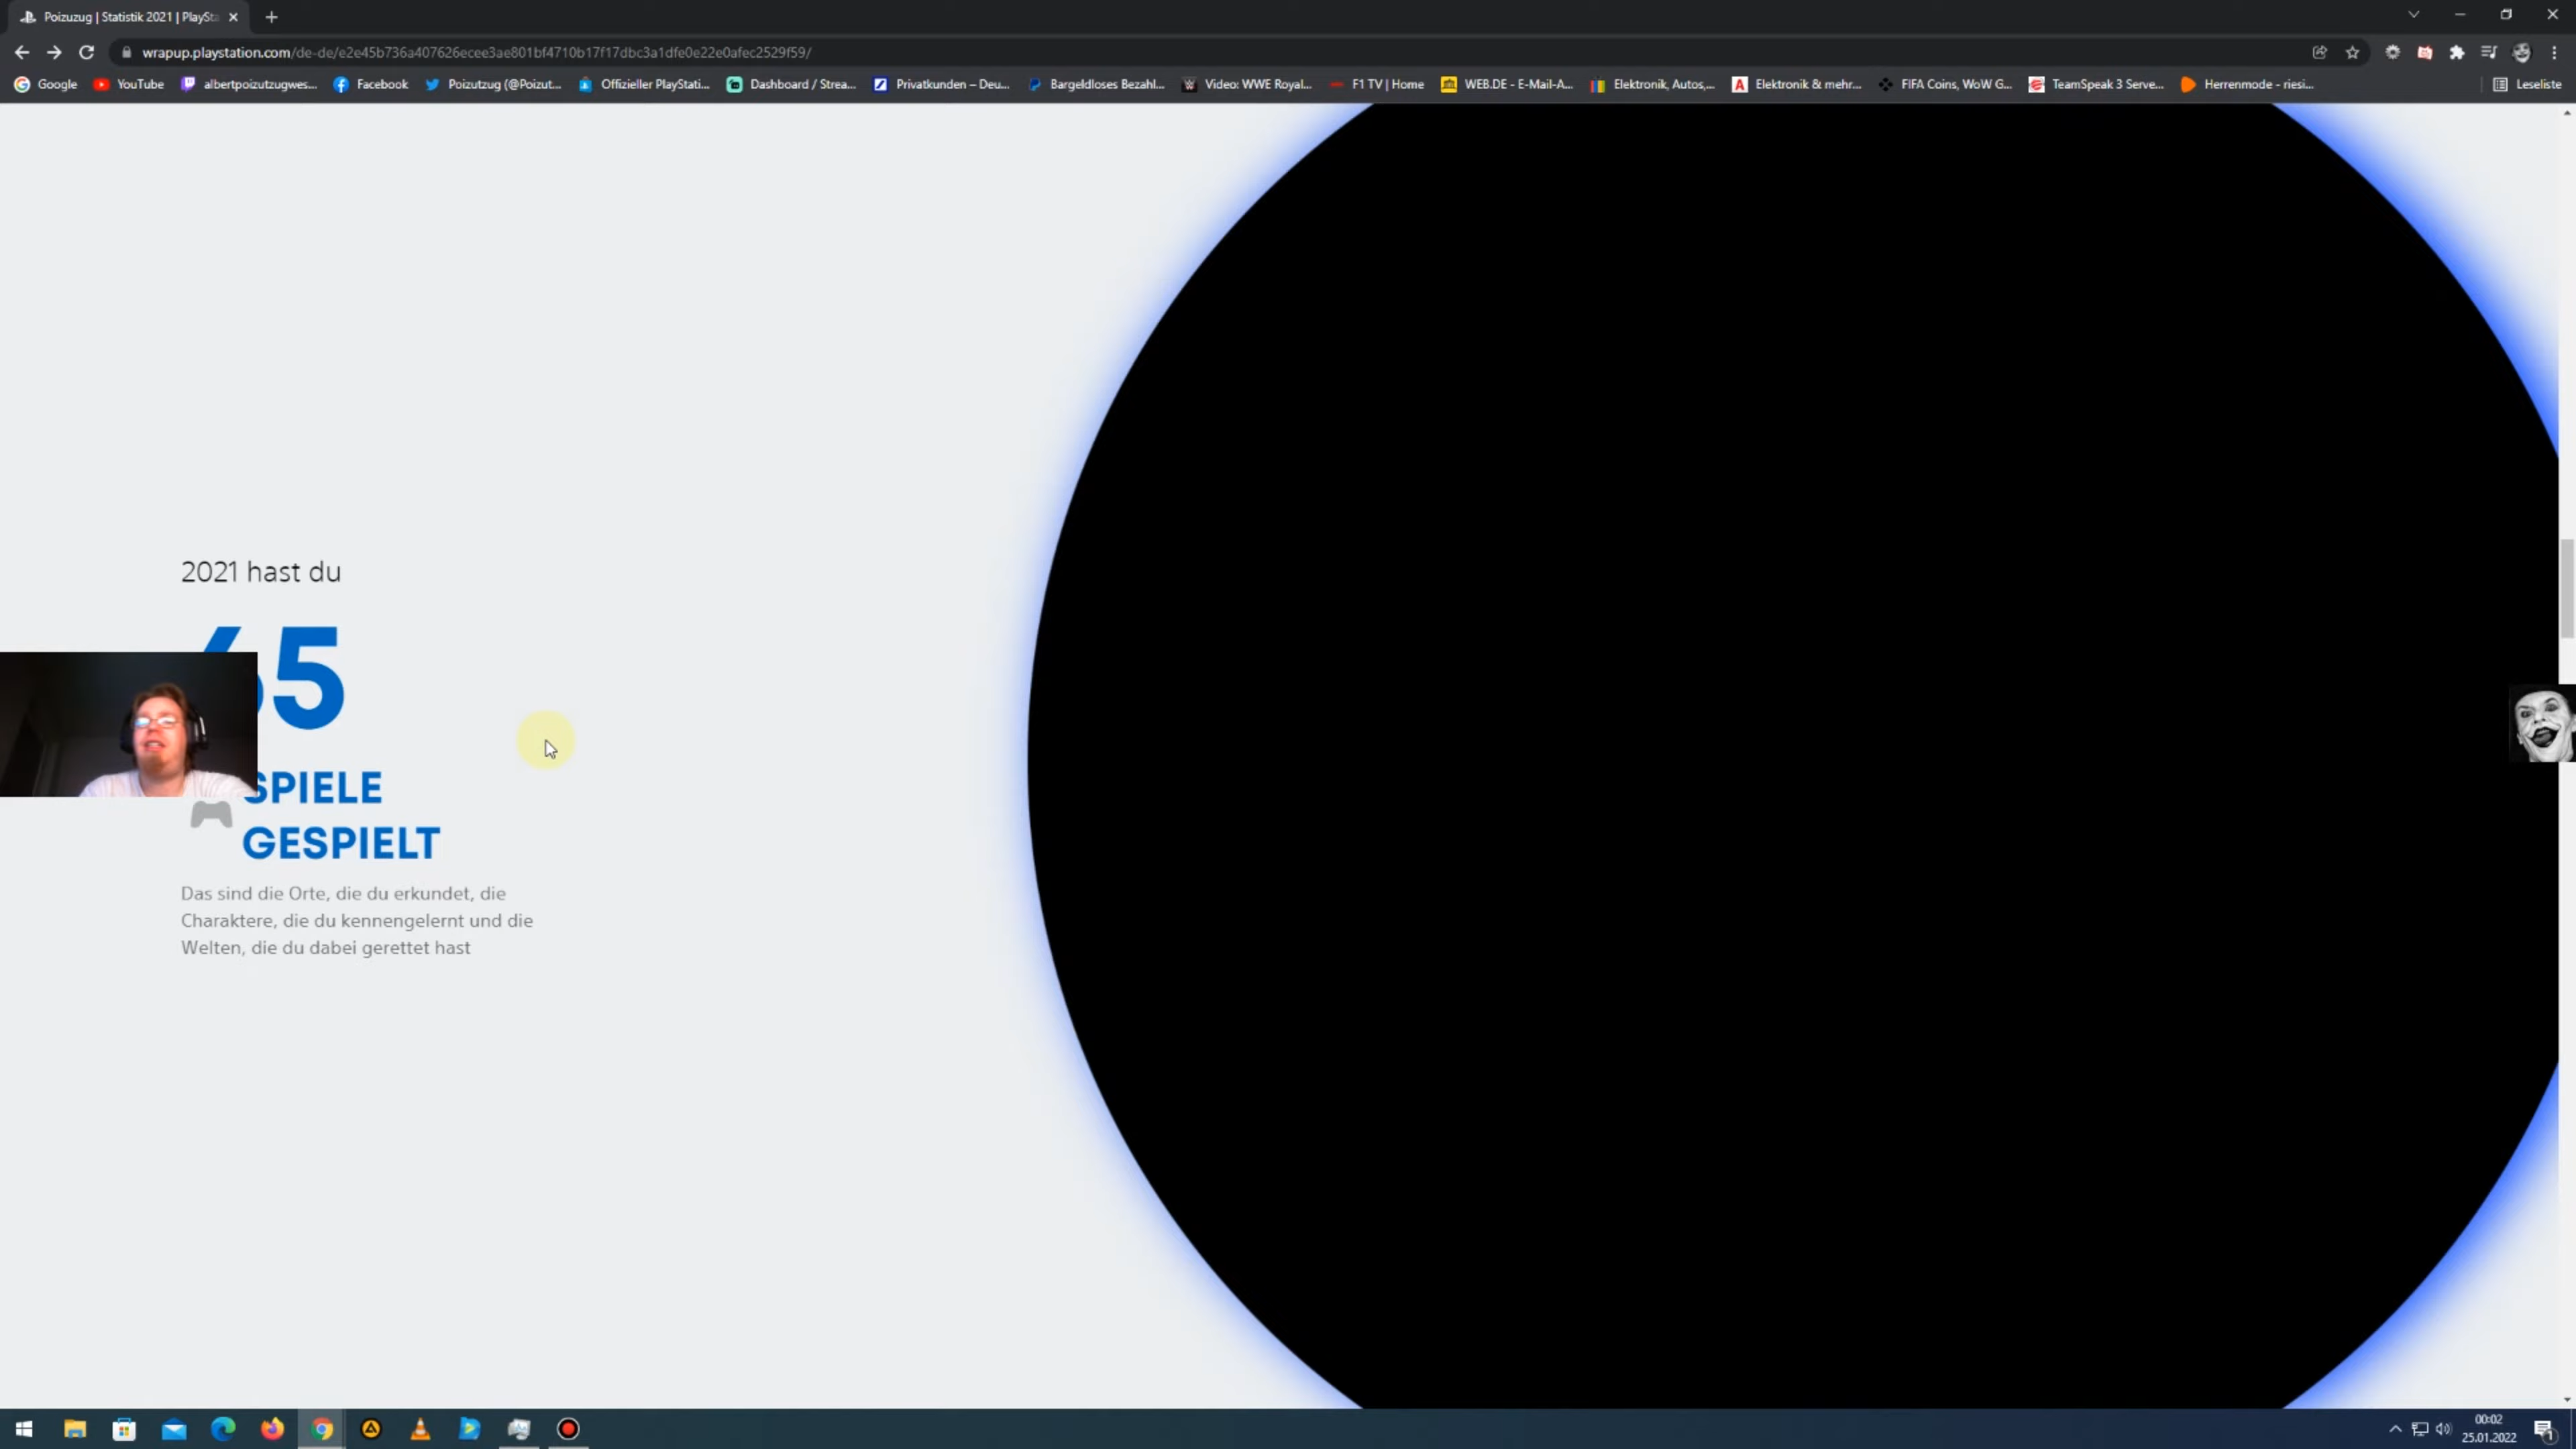 Poizuzug | Statistik 2021 | PlaySta
wrapup.playstation.com/de-de/e2e45b736a407626ecee3ae801bf4710b17f17dbc3a1dfe0e22e0afec2529f59/
Google YouTube albertpoizutzugwes... Facebook Poizutzug (@Poizut... Offizieller PlayStati... Dashboard / Strea... Privatkunden – Deu... Bargeldloses Bezahl... Video: WWE Royal... F1 TV | Home WEB.DE - E-Mail-A... Elektronik, Autos,... Elektronik & mehr... FIFA Coins, WoW G... TeamSpeak 3 Serve... Herrenmode - riesi... Leseliste
2021 hast du
65
SPIELE
GESPIELT
Das sind die Orte, die du erkundet, die
Charaktere, die du kennengelernt und die
Welten, die du dabei gerettet hast
00:02
25.01.2022
1